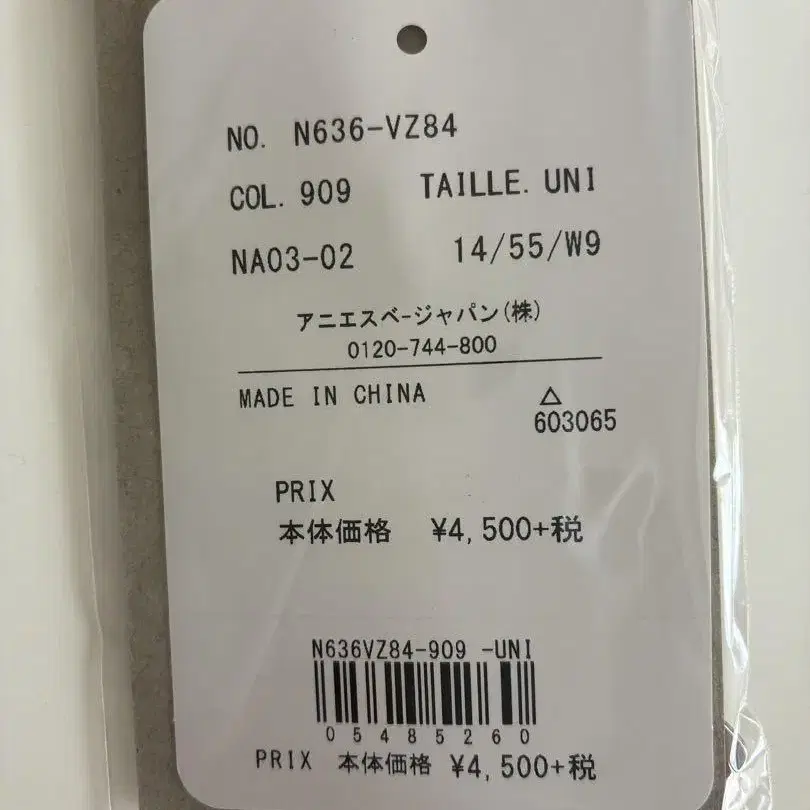 NO. N636-VZ84
COL. 909 TAILLE. UNI
NA03-02 14/55/W9
アニエスベージャパン(株)
0120-744-800
MADE IN CHINA △
603065
PRIX
本体価格 ¥4,500+税
N636VZ84-909 -UNI
05485260
PRIX 本体価格 ¥4,500+税